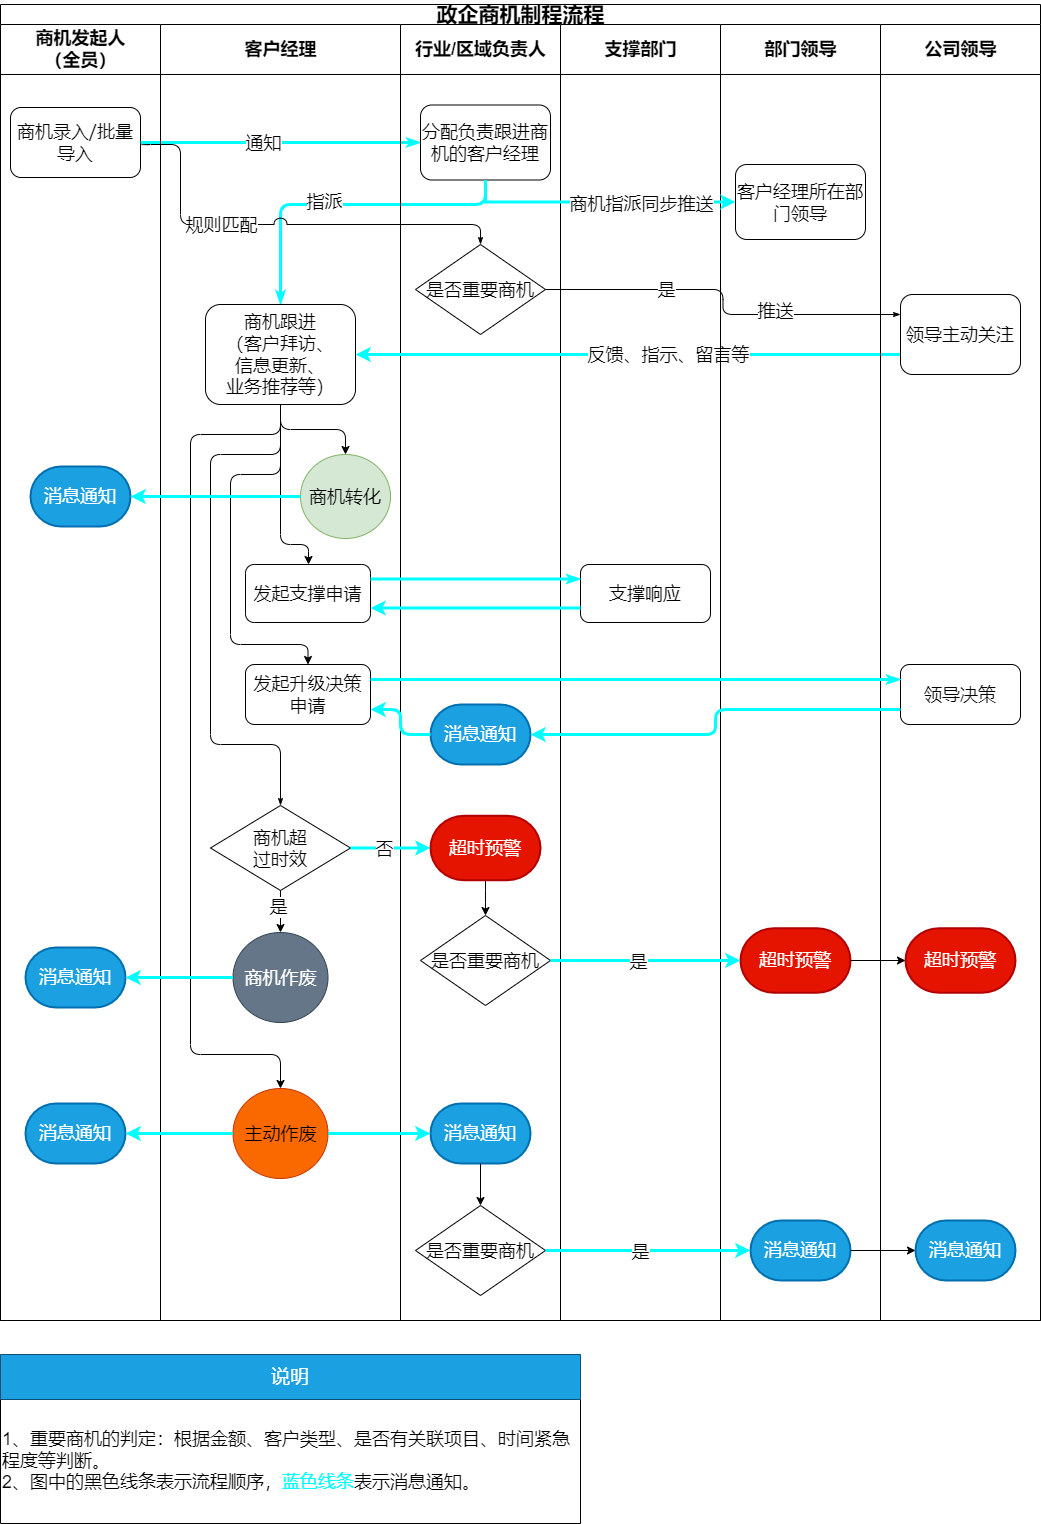 政企商机制程流程
商机发起人
（全员）
客户经理
行业/区域负责人
支撑部门
部门领导
公司领导
商机录入/批量
导入
通知
分配负责跟进商
机的客户经理
指派
商机指派同步推送
客户经理所在部
门领导
规则匹配
是否重要商机
是
推送
领导主动关注
商机跟进
（客户拜访、
信息更新、
业务推荐等）
反馈、指示、留言等
消息通知
商机转化
发起支撑申请
支撑响应
发起升级决策
申请
领导决策
消息通知
商机超
过时效
否
超时预警
是
是否重要商机
是
超时预警
超时预警
消息通知
商机作废
消息通知
主动作废
消息通知
是否重要商机
是
消息通知
消息通知
说明
1、重要商机的判定：根据金额、客户类型、是否有关联项目、时间紧急
程度等判断。
2、图中的黑色线条表示流程顺序，蓝色线条表示消息通知。